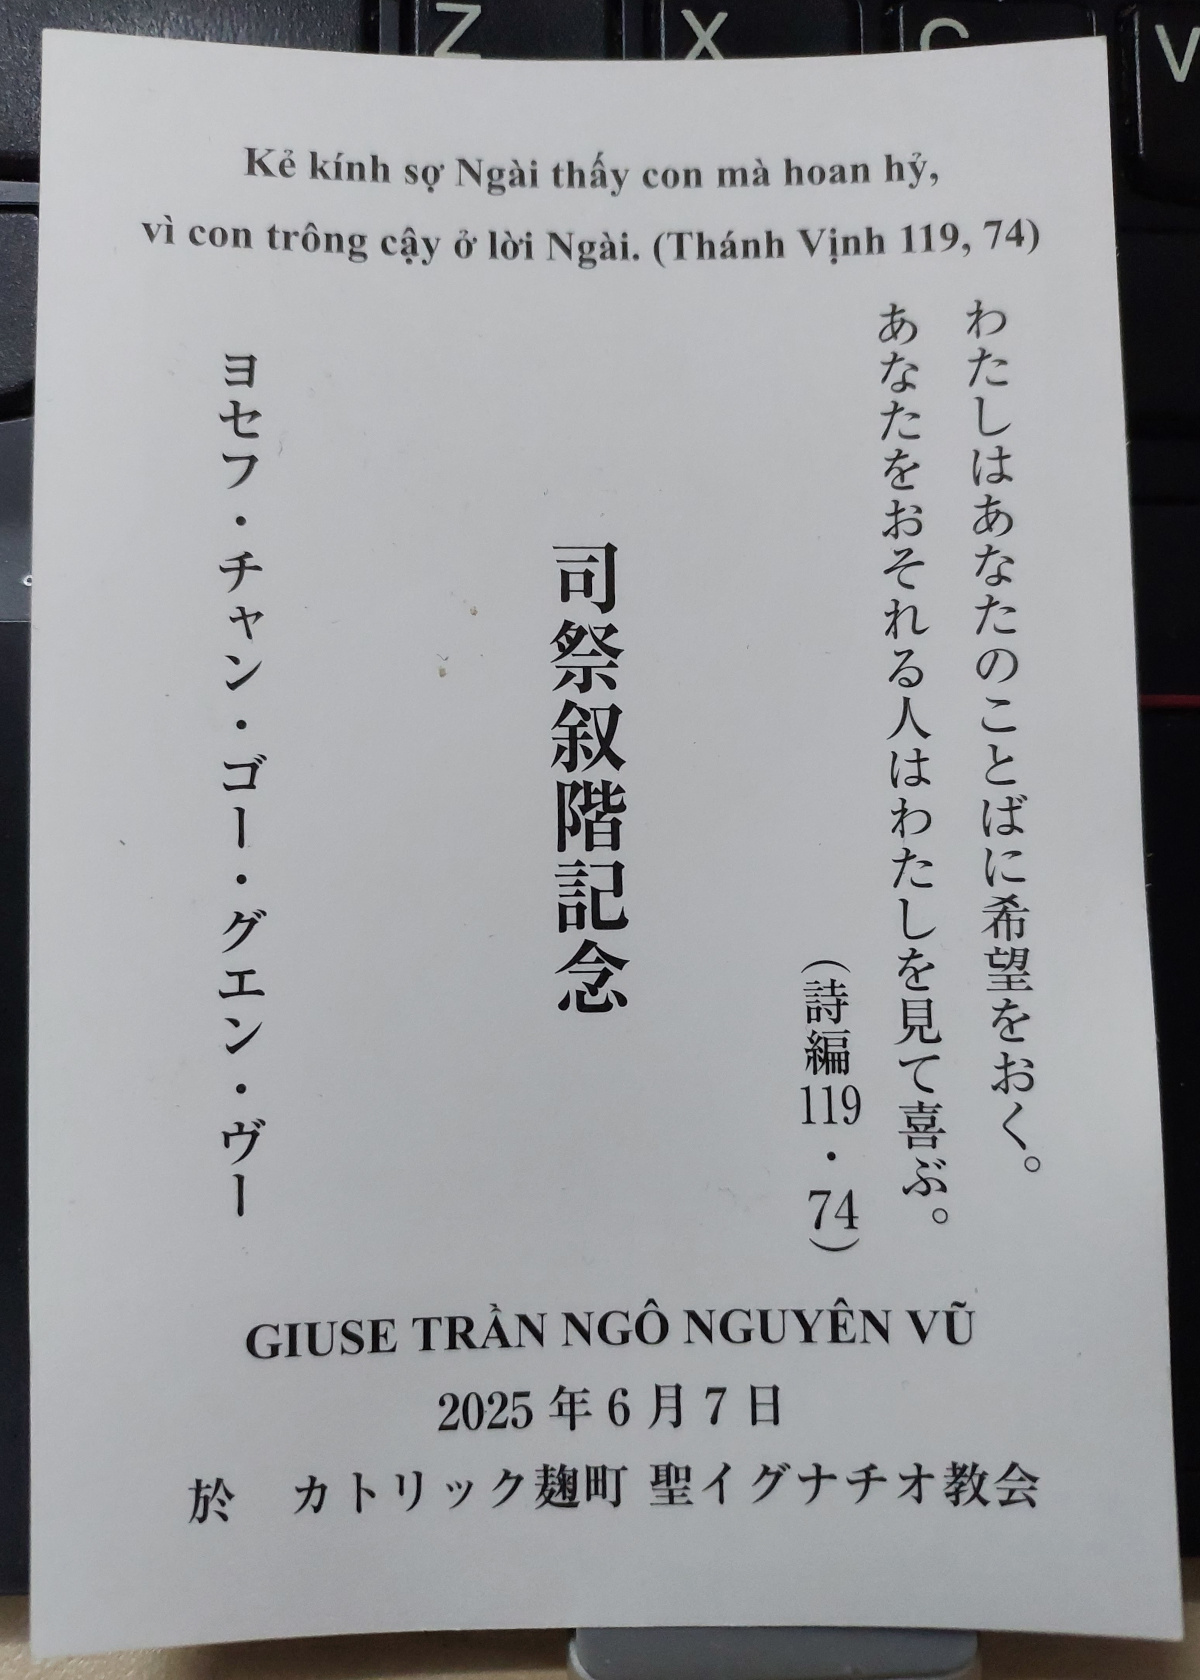 Z X C V
Kẻ kính sợ Ngài thấy con mà hoan hỷ,
vì con trông cậy ở lời Ngài. (Thánh Vịnh 119, 74)
わたしはあなたのことばに希望をおく。
あなたをおそれる人はわたしを見て喜ぶ。
(詩編119・74)
司祭叙階記念
ヨセフ・チャン・ゴー・グエン・ヴー
GIUSE TRẦN NGÔ NGUYÊN VŨ
2025 年 6 月 7 日
於 カトリック麹町 聖イグナチオ教会